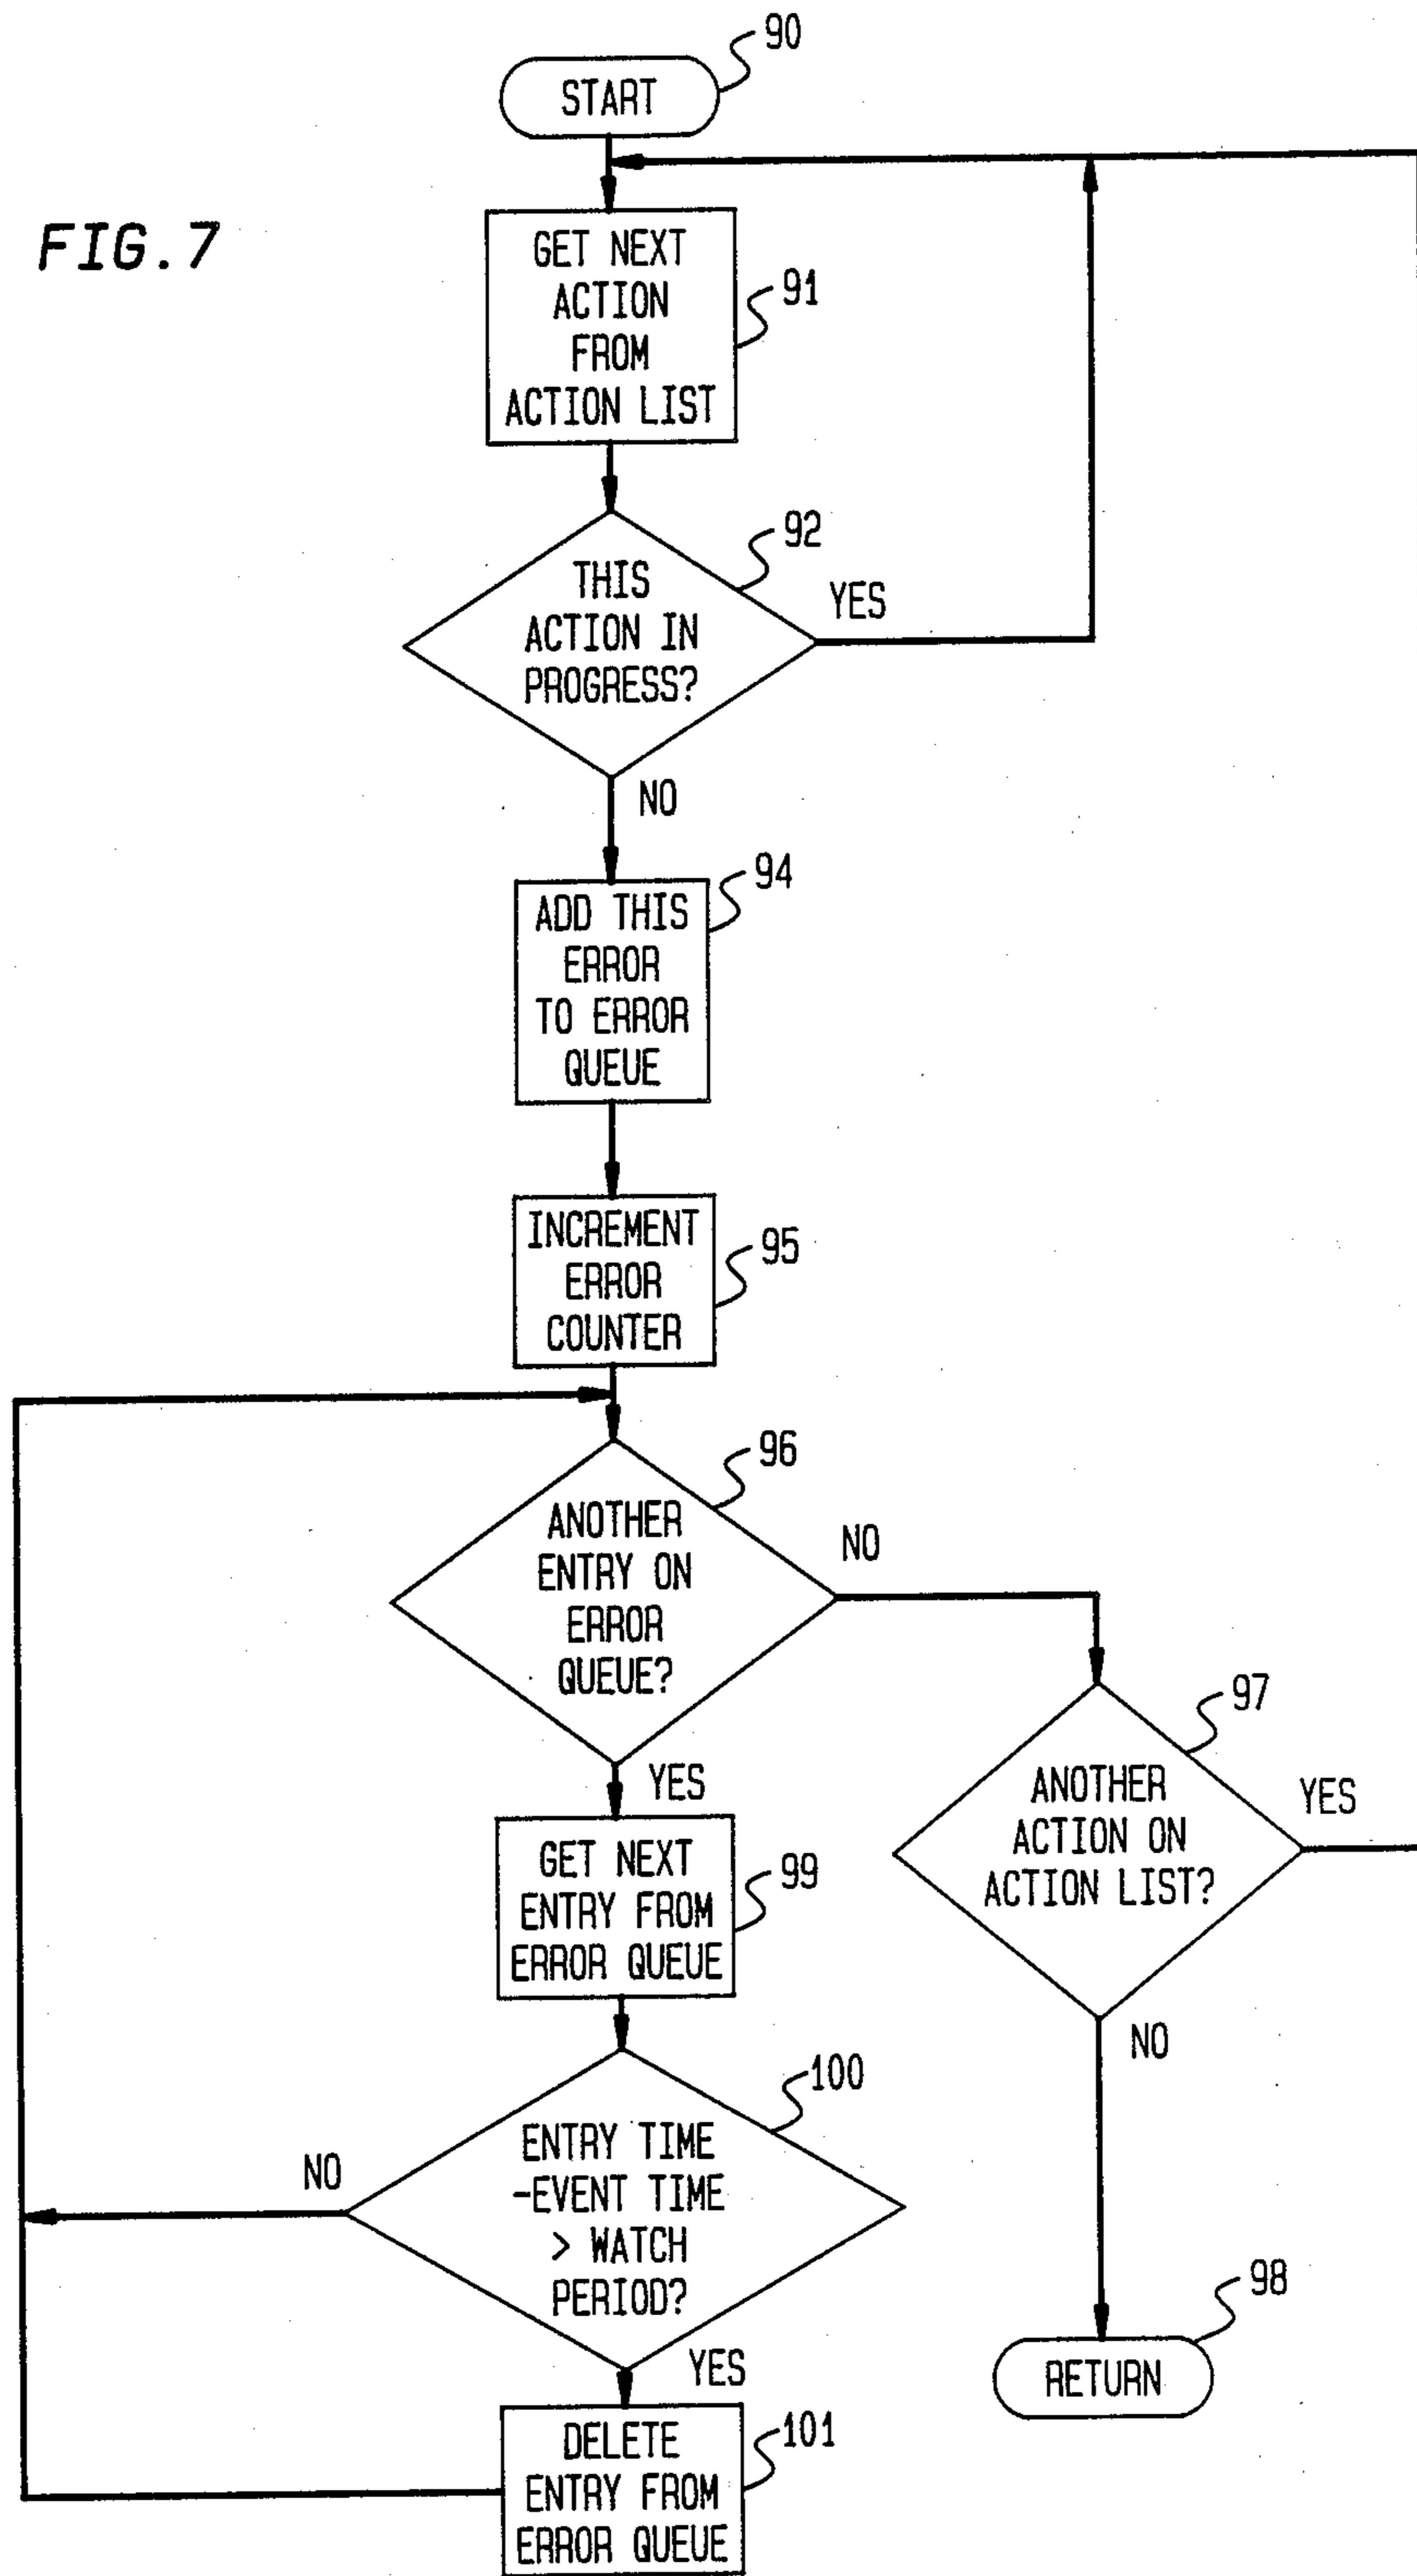 90
START
FIG. 7
GET NEXT
ACTION
FROM
ACTION LIST
91
92
THIS
ACTION IN
PROGRESS?
YES
NO
94
ADD THIS
ERROR
TO ERROR
QUEUE
INCREMENT
ERROR
COUNTER
95
96
ANOTHER
ENTRY ON
ERROR
QUEUE?
NO
YES
97
ANOTHER
ACTION ON
ACTION LIST?
YES
NO
GET NEXT
ENTRY FROM
ERROR QUEUE
99
100
ENTRY TIME
-EVENT TIME
> WATCH
PERIOD?
NO
YES
98
RETURN
DELETE
ENTRY FROM
ERROR QUEUE
101